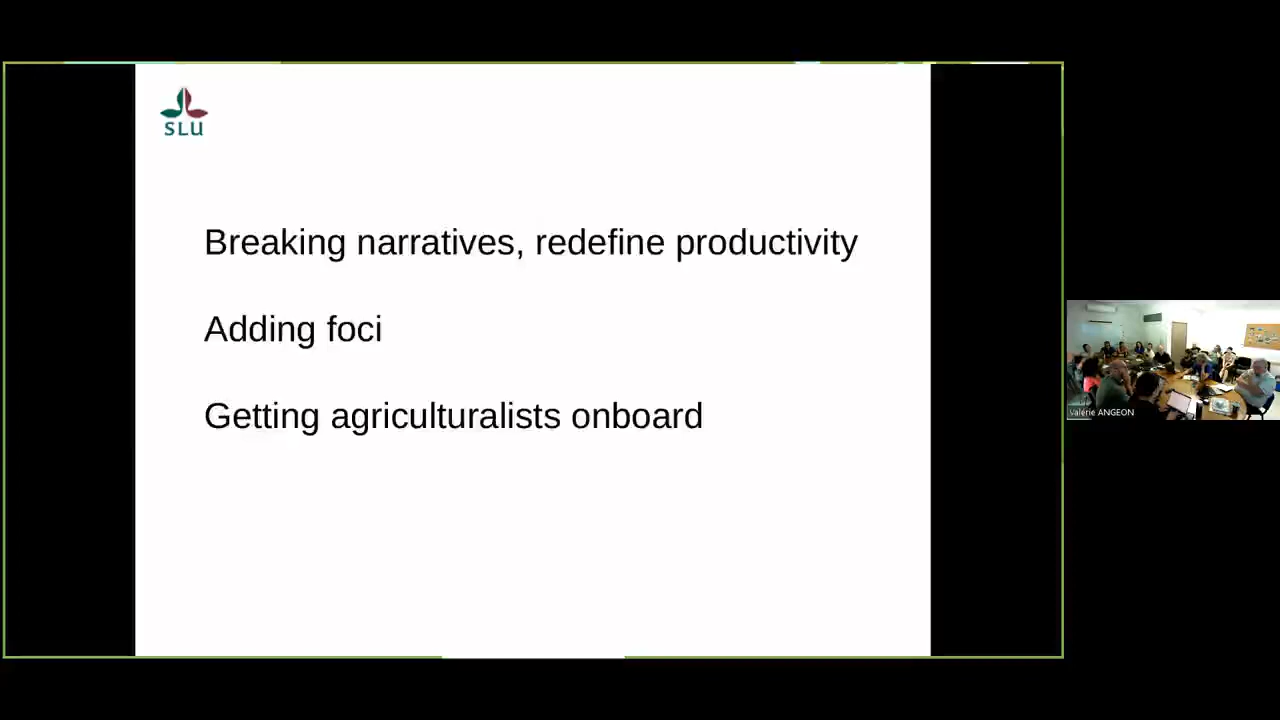 SLU
Breaking narratives, redefine productivity
Adding foci
Getting agriculturalists onboard
Valérie ANGEON